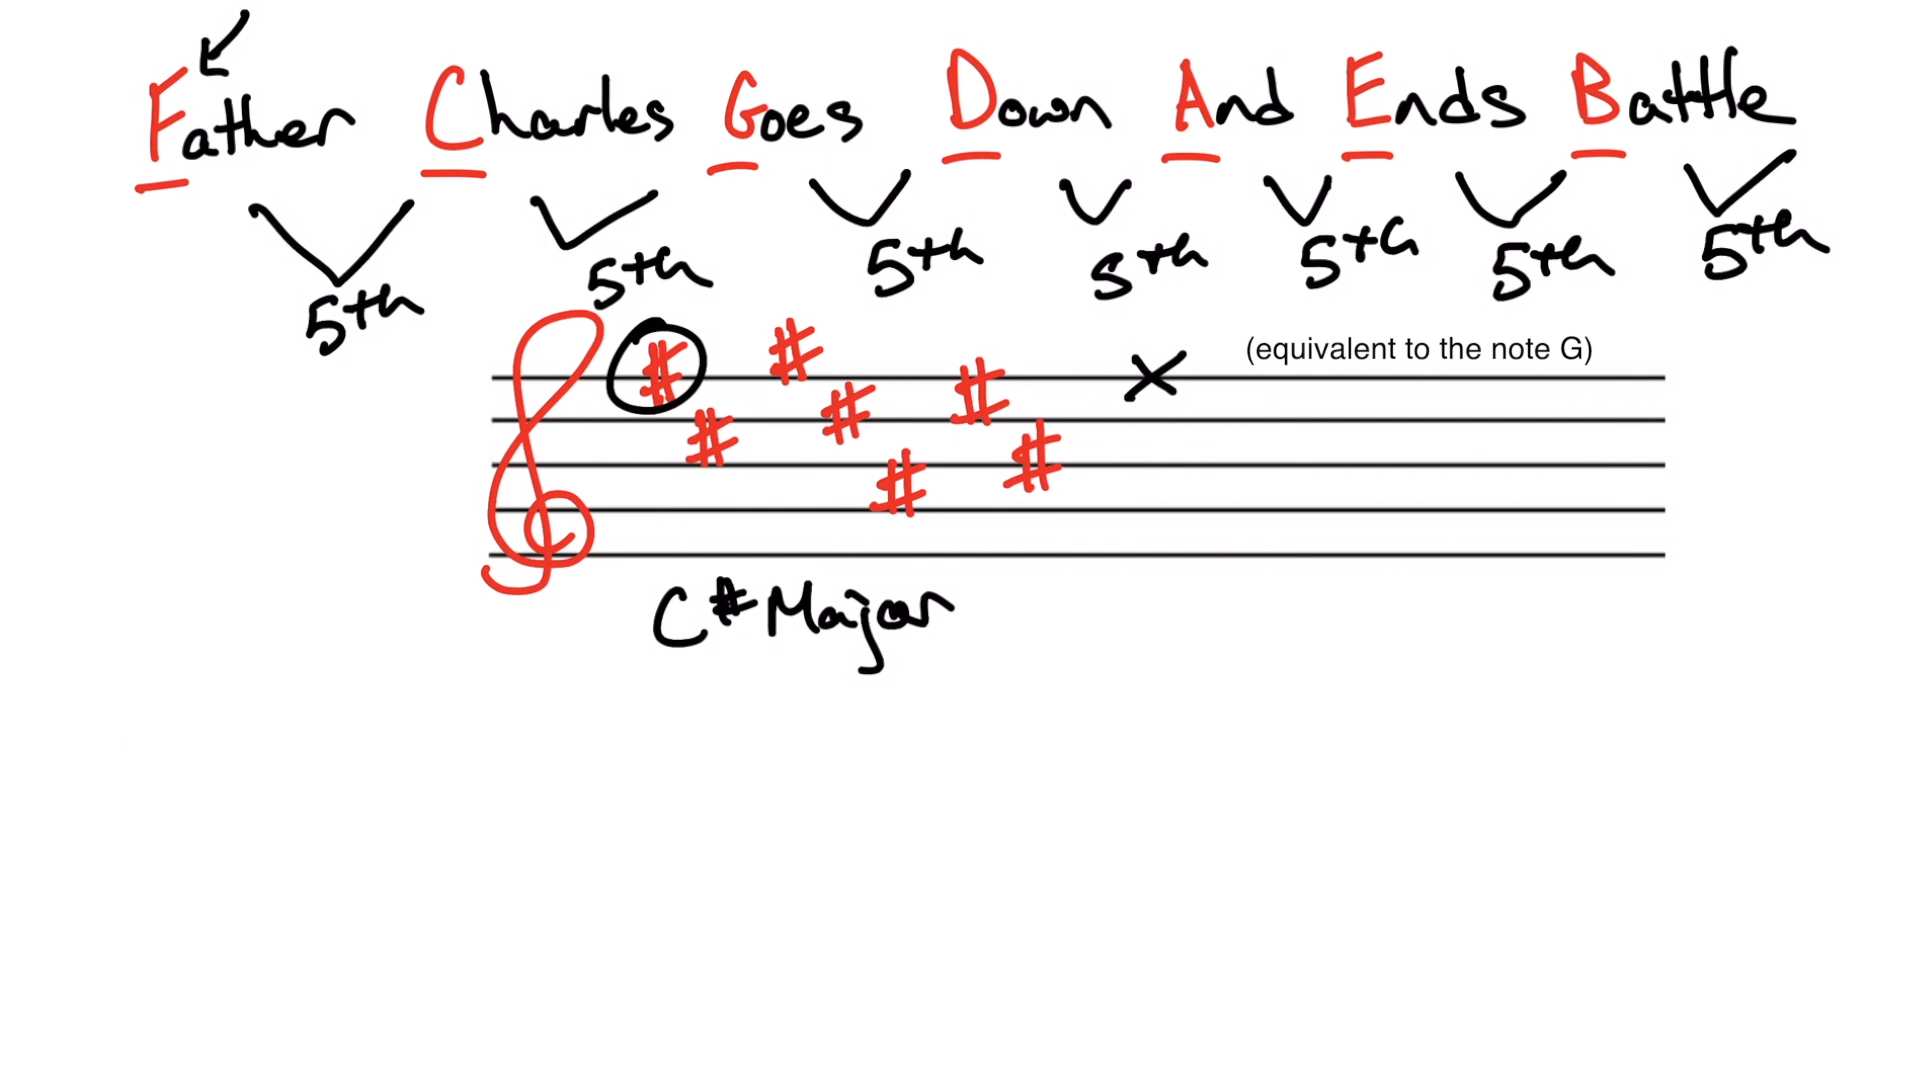 Father Charles Goes Down And Ends Battle
5th 5th 5th 5th 5th 5th 5th
(equivalent to the note G)
C# Major